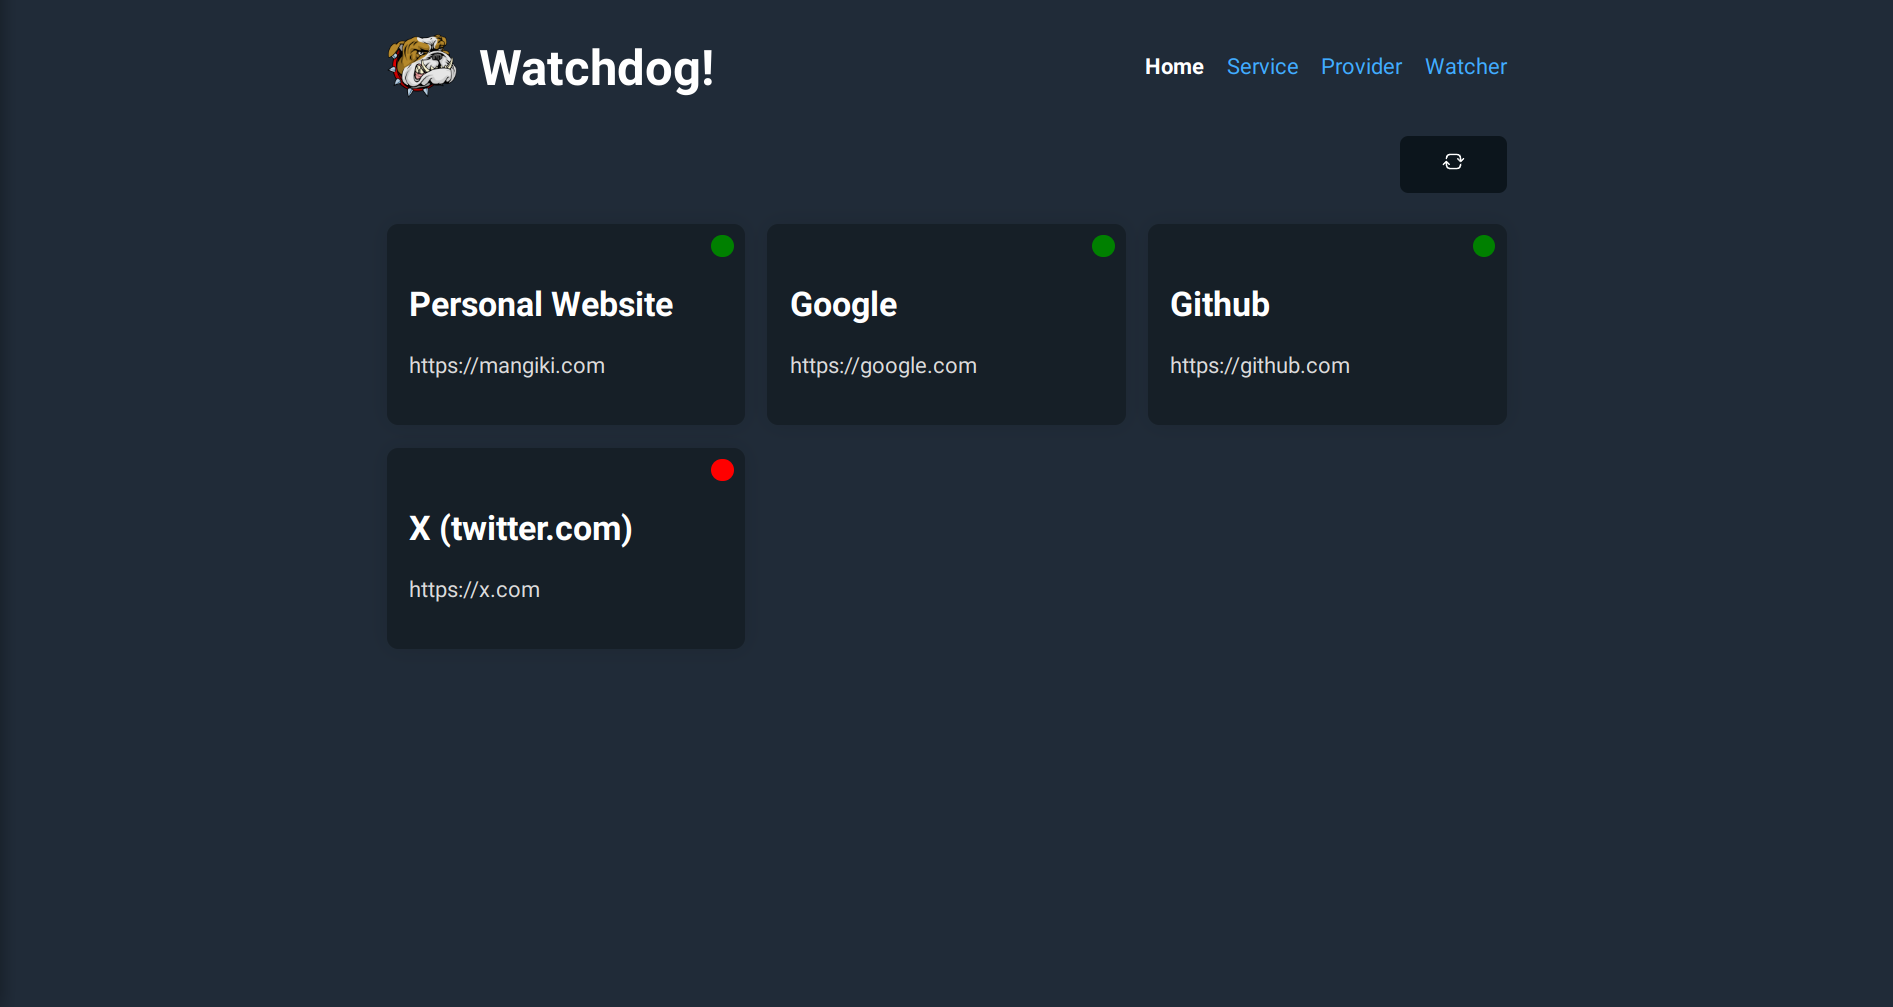 Watchdog!
Home Service Provider Watcher
Personal Website
https://mangiki.com
Google
https://google.com
Github
https://github.com
X (twitter.com)
https://x.com